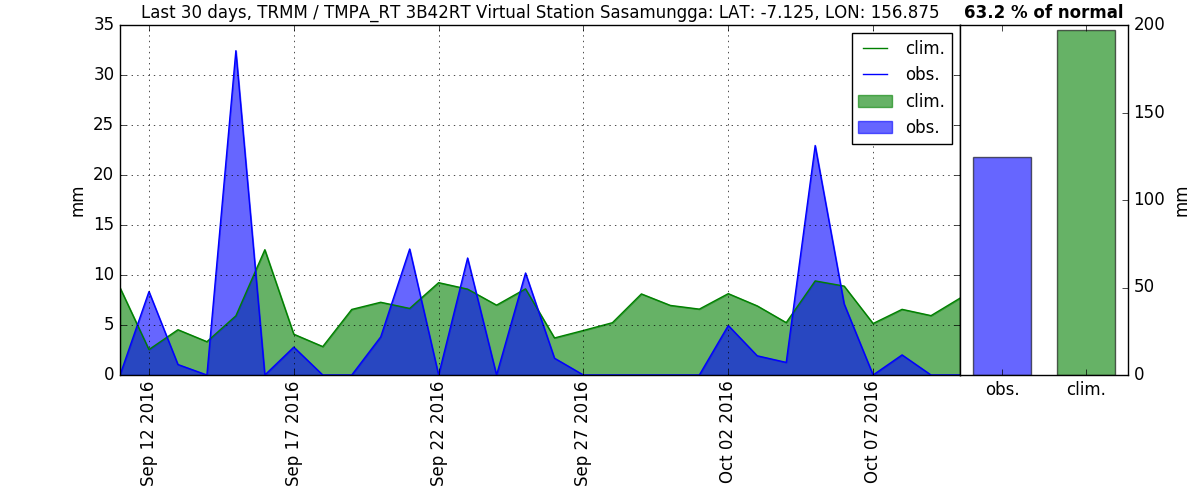 Last 30 days, TRMM / TMPA_RT 3B42RT Virtual Station Sasamungga: LAT: -7.125, LON: 156.875
63.2 % of normal
35
30
25
20
15
10
5
0
mm
clim.
obs.
clim.
obs.
Sep 12 2016
Sep 17 2016
Sep 22 2016
Sep 27 2016
Oct 02 2016
Oct 07 2016
200
150
100
50
0
mm
obs.
clim.